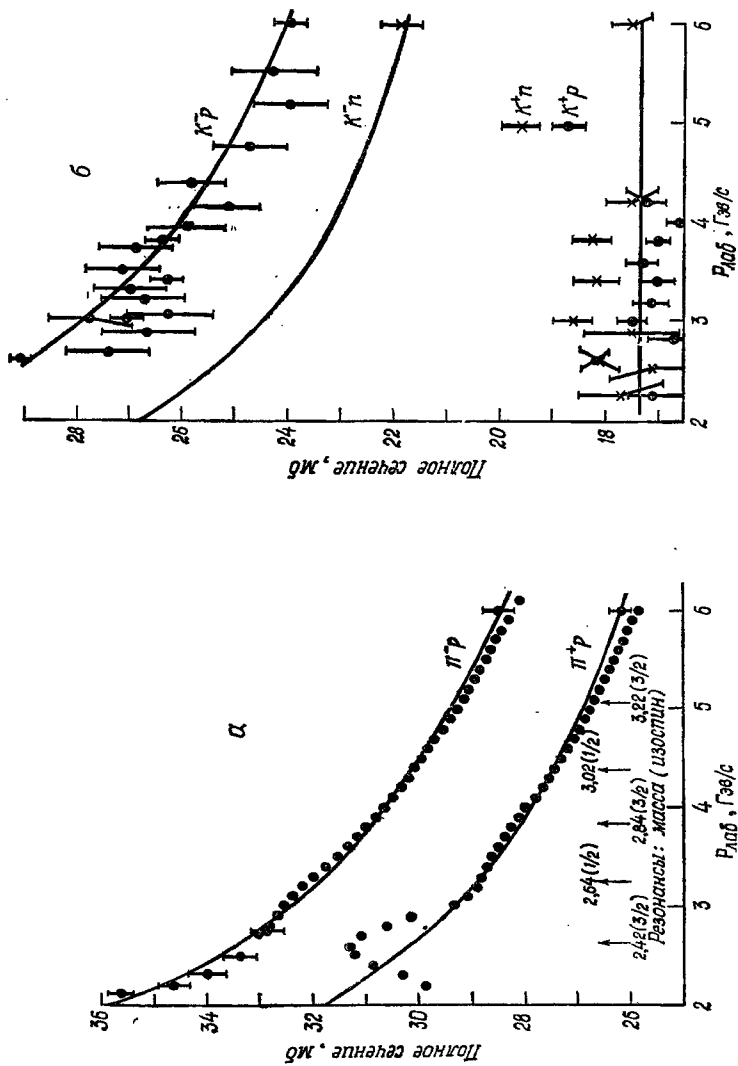 а
Полное сечение, мб
36
34
32
30
28
26
π⁻p
π⁺p
2,42(3/2)
2,64(1/2)
2,84(3/2)
3,02(1/2)
3,22(3/2)
Резонансы: масса (изоспин)
2
3
4
5
6
Pлаб, Гэв/с
б
Полное сечение, мб
28
26
24
22
20
18
K⁻p
K⁻n
K⁺n
K⁺p
2
3
4
5
6
Pлаб, Гэв/с